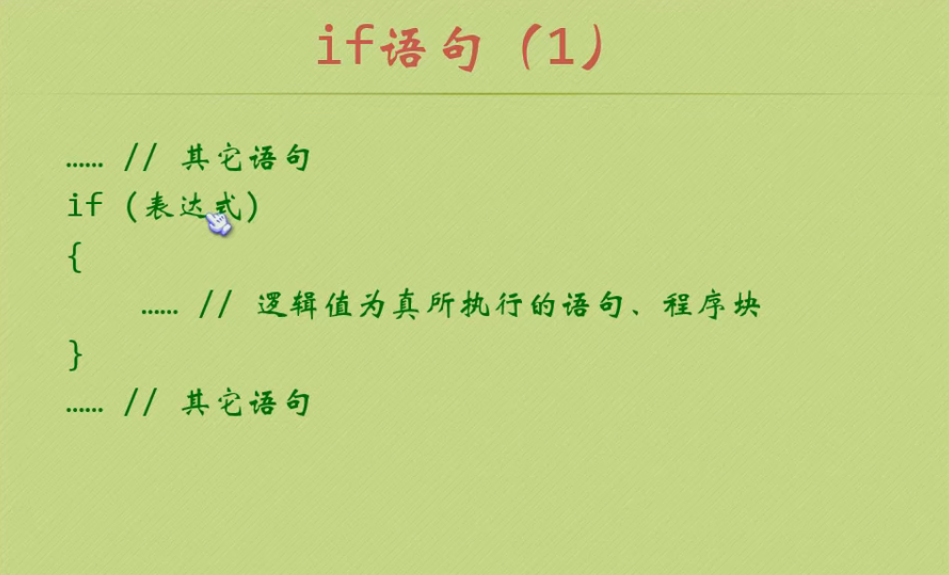 if语句（1）
…… // 其它语句
if (表达式)
{
…… // 逻辑值为真所执行的语句、程序块
}
…… // 其它语句